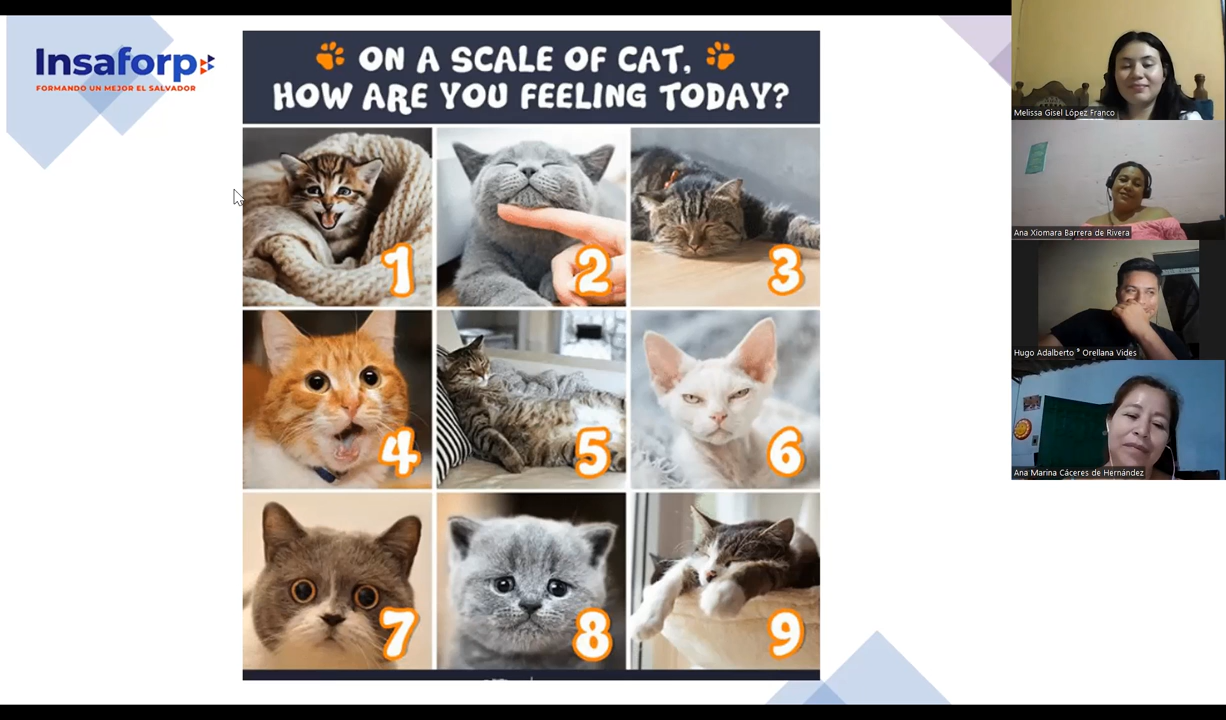 Insaforp
FORMANDO UN MEJOR EL SALVADOR
ON A SCALE OF CAT,
HOW ARE YOU FEELING TODAY?
1
2
3
4
5
6
7
8
9
Melissa Gisel López Franco
Ana Xiomara Barrera de Rivera
Hugo Adalberto * Orellana Vides
Ana Marina Cáceres de Hernández